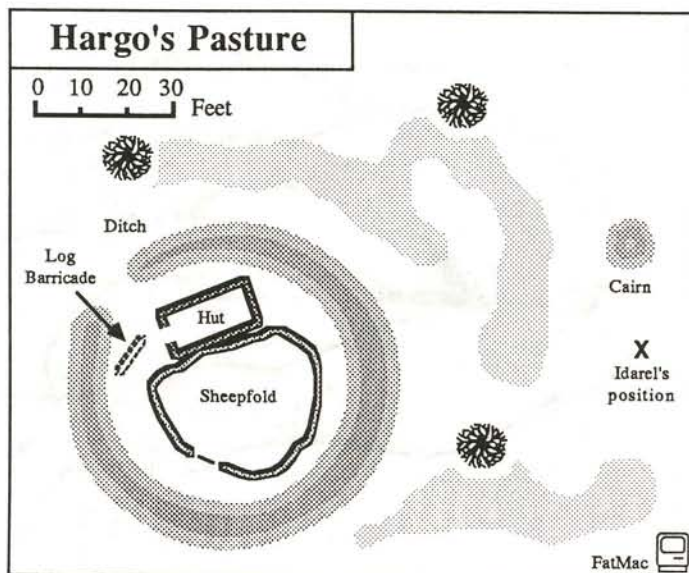 Hargo's Pasture
0 10 20 30
Feet
Ditch
Log
Barricade
Hut
Sheepfold
Cairn
X
Idarel's
position
FatMac